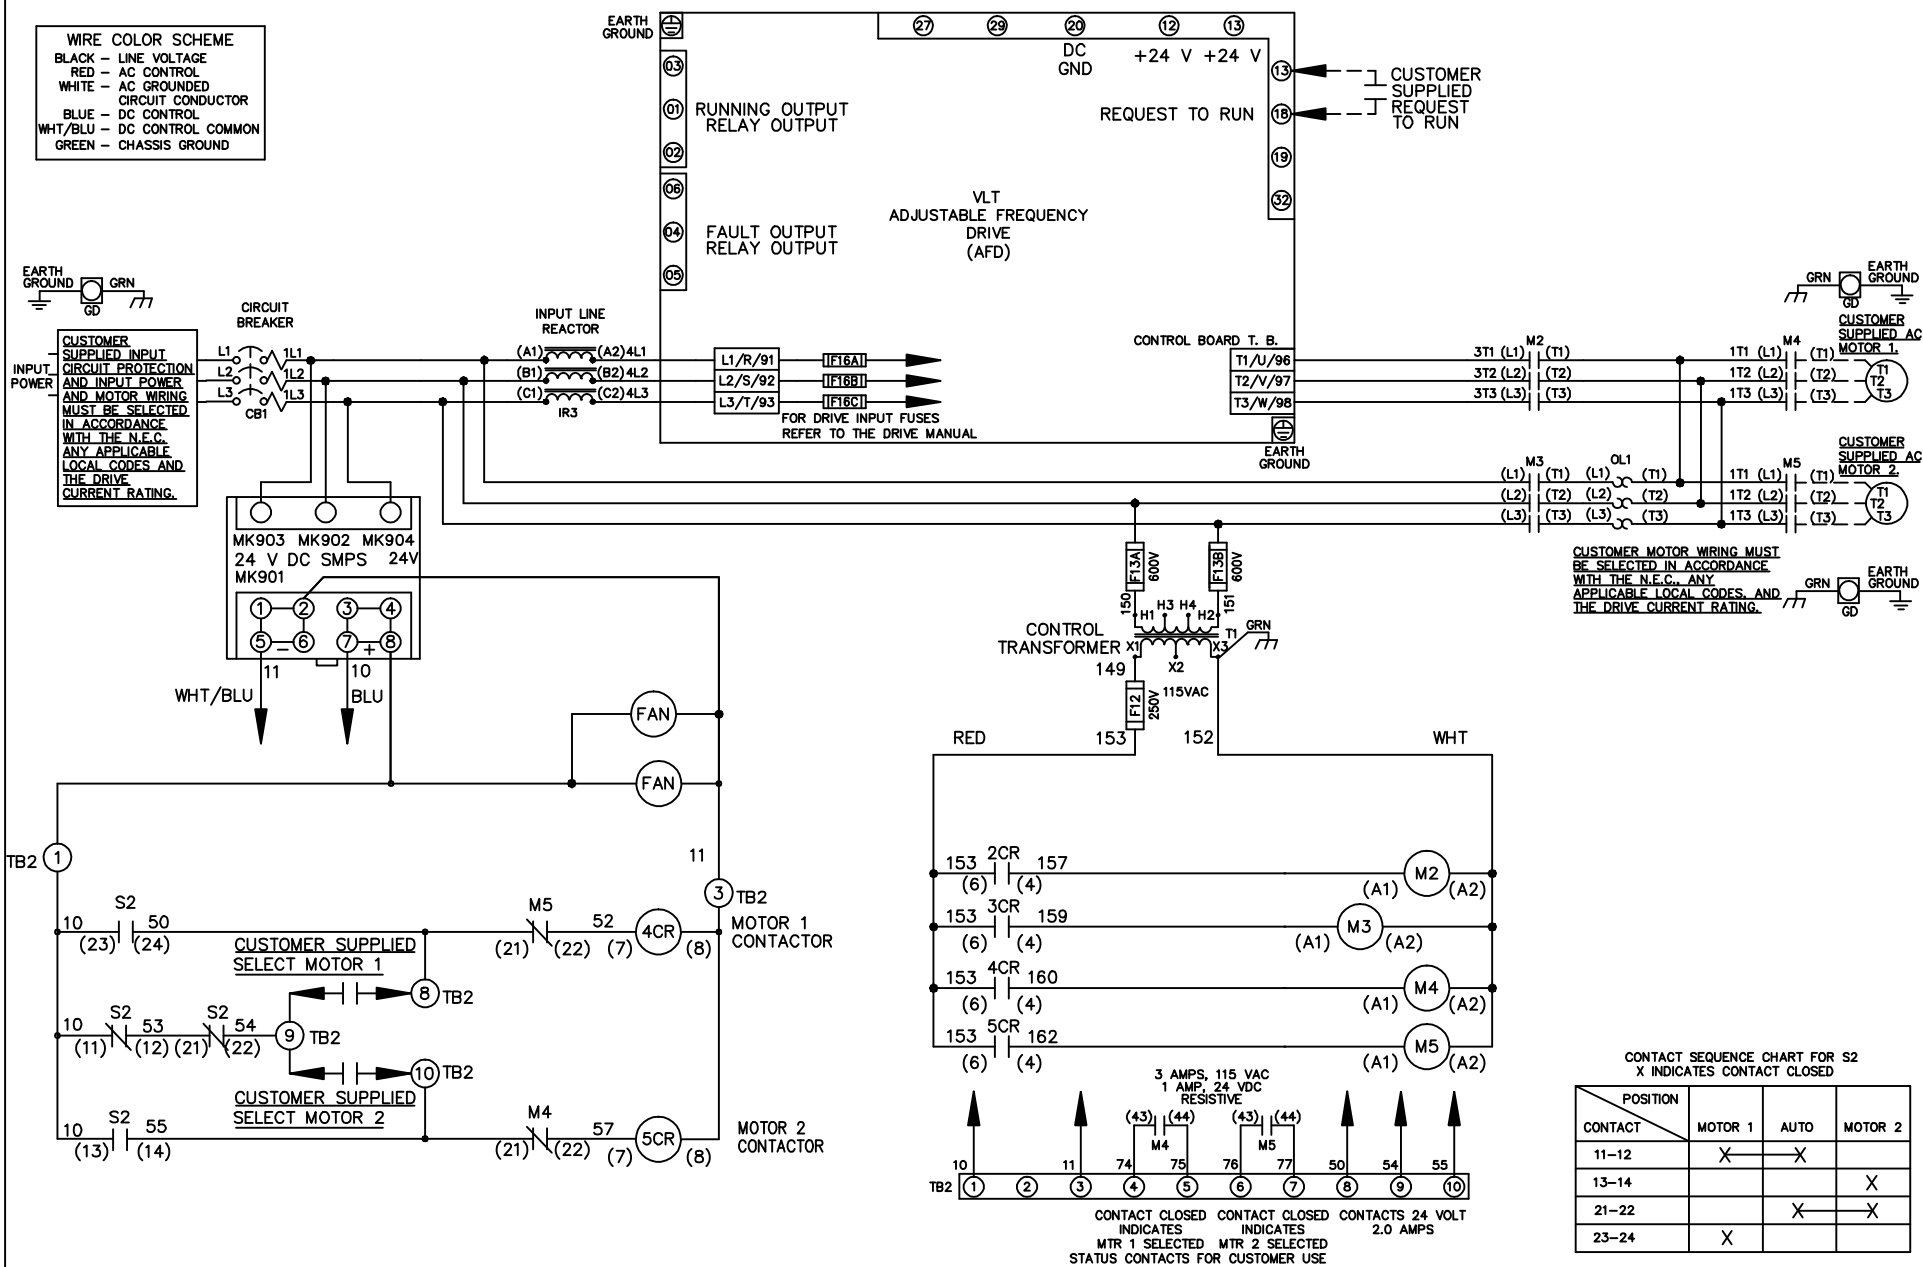 WIRE COLOR SCHEME
BLACK – LINE VOLTAGE
RED – AC CONTROL
WHITE – AC GROUNDED
CIRCUIT CONDUCTOR
BLUE – DC CONTROL
WHT/BLU – DC CONTROL COMMON
GREEN – CHASSIS GROUND
EARTH
GROUND
27 29 20 12 13
DC
GND
+24 V +24 V
03
01
02
RUNNING OUTPUT
RELAY OUTPUT
06
04
05
FAULT OUTPUT
RELAY OUTPUT
VLT
ADJUSTABLE FREQUENCY
DRIVE
(AFD)
REQUEST TO RUN
13
18
19
32
CUSTOMER
SUPPLIED
REQUEST
TO RUN
EARTH
GROUND
GRN
GD
INPUT
POWER
CUSTOMER
SUPPLIED INPUT
CIRCUIT PROTECTION
AND INPUT POWER
AND MOTOR WIRING
MUST BE SELECTED
IN ACCORDANCE
WITH THE N.E.C.
ANY APPLICABLE
LOCAL CODES AND
THE DRIVE
CURRENT RATING.
CIRCUIT
BREAKER
L1 1L1
L2 1L2
L3 1L3
CB1
INPUT LINE
REACTOR
(A1) (A2) 4L1
(B1) (B2) 4L2
(C1) (C2) 4L3
IR3
L1/R/91 F16A
L2/S/92 F16B
L3/T/93 F16C
FOR DRIVE INPUT FUSES
REFER TO THE DRIVE MANUAL
CONTROL BOARD T. B.
T1/U/96
T2/V/97
T3/W/98
EARTH
GROUND
M2
3T1 (L1) (T1)
3T2 (L2) (T2)
3T3 (L3) (T3)
M3
(L1) (T1)
(L2) (T2)
(L3) (T3)
OL1
(L1) (T1)
(L2) (T2)
(L3) (T3)
GRN
GD
EARTH
GROUND
CUSTOMER
SUPPLIED AC
MOTOR 1.
M4
1T1 (L1) (T1)
1T2 (L2) (T2)
1T3 (L3) (T3)
T1
T2
T3
CUSTOMER
SUPPLIED AC
MOTOR 2.
M5
1T1 (L1) (T1)
1T2 (L2) (T2)
1T3 (L3) (T3)
T1
T2
T3
CUSTOMER MOTOR WIRING MUST
BE SELECTED IN ACCORDANCE
WITH THE N.E.C., ANY
APPLICABLE LOCAL CODES, AND
THE DRIVE CURRENT RATING.
GRN
GD
EARTH
GROUND
MK903 MK902 MK904
24 V DC SMPS 24V
MK901
1 2 3 4
5 – 6 7 + 8
11 10
WHT/BLU BLU
FAN
FAN
F13A 600V
F13B 600V
150 151
H1 H3 H4 H2
CONTROL
TRANSFORMER
X1 X2 X3
T1
GRN
149
F12 250V
115VAC
153 152
RED WHT
TB2 1
11
3 TB2
S2
10 50
(23) (24)
M5
(21) (22)
52
(7) 4CR (8)
MOTOR 1
CONTACTOR
CUSTOMER SUPPLIED
SELECT MOTOR 1
8 TB2
S2 S2
10 53 54
(11) (12) (21) (22)
9 TB2
10 TB2
CUSTOMER SUPPLIED
SELECT MOTOR 2
S2
10 55
(13) (14)
M4
(21) (22)
57
(7) 5CR (8)
MOTOR 2
CONTACTOR
153 2CR 157
(6) (4)
(A1) M2 (A2)
153 3CR 159
(6) (4)
(A1) M3 (A2)
153 4CR 160
(6) (4)
(A1) M4 (A2)
153 5CR 162
(6) (4)
(A1) M5 (A2)
3 AMPS, 115 VAC
1 AMP, 24 VDC
RESISTIVE
(43) (44) (43) (44)
M4 M5
10 11 74 75 76 77 50 54 55
TB2 1 2 3 4 5 6 7 8 9 10
CONTACT CLOSED
INDICATES
MTR 1 SELECTED
CONTACT CLOSED
INDICATES
MTR 2 SELECTED
STATUS CONTACTS FOR CUSTOMER USE
CONTACTS 24 VOLT
2.0 AMPS
CONTACT SEQUENCE CHART FOR S2
X INDICATES CONTACT CLOSED
POSITION
CONTACT MOTOR 1 AUTO MOTOR 2
11–12 X X
13–14 X
21–22 X X
23–24 X